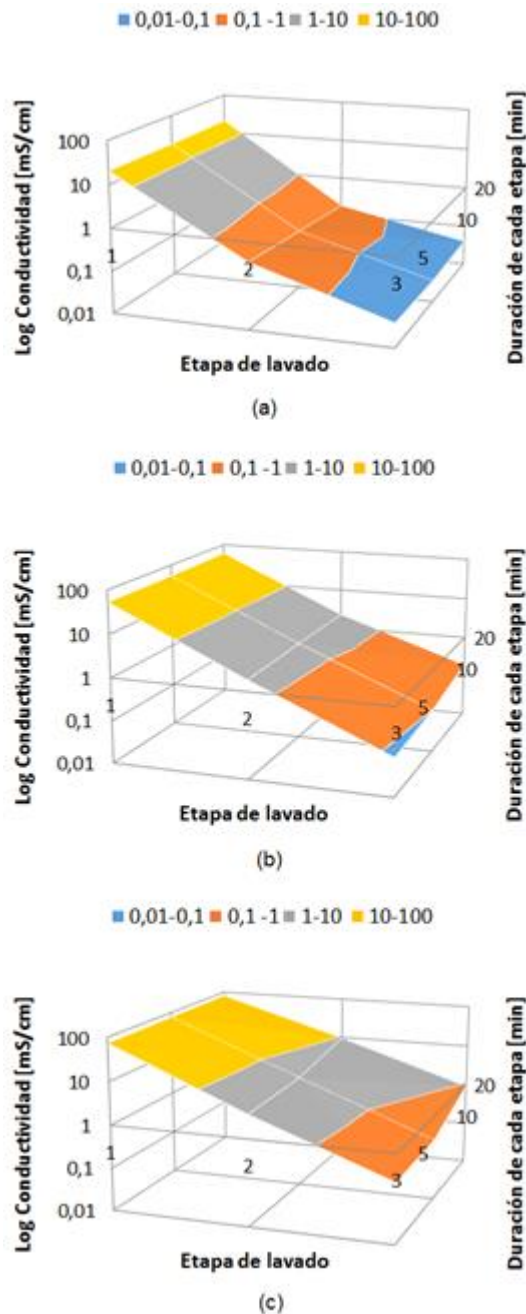 0,01-0,1 0,1 -1 1-10 10-100
Log Conductividad [mS/cm]
100
10
1
0,1
0,01
1
2
3
Etapa de lavado
5
10
20
Duración de cada etapa [min]
(a)
0,01-0,1 0,1 -1 1-10 10-100
Log Conductividad [mS/cm]
100
10
1
0,1
0,01
1
2
3
Etapa de lavado
5
10
20
Duración de cada etapa [min]
(b)
0,01-0,1 0,1 -1 1-10 10-100
Log Conductividad [mS/cm]
100
10
1
0,1
0,01
1
2
3
Etapa de lavado
5
10
20
Duración de cada etapa [min]
(c)